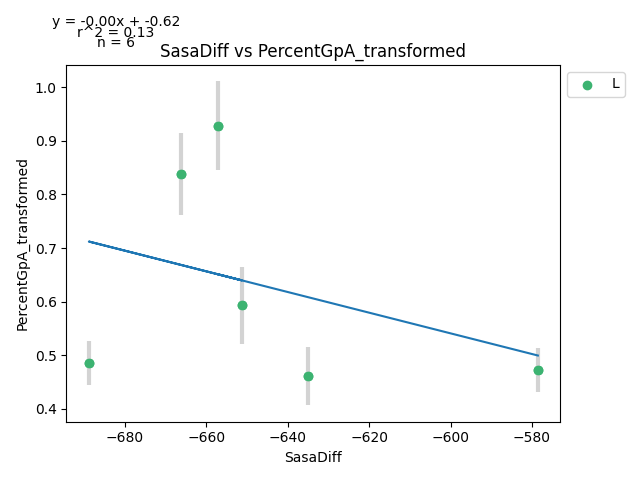 y = -0.00x + -0.62
r^2 = 0.13
n = 6
SasaDiff vs PercentGpA_transformed
L
1.0
0.9
0.8
0.7
0.6
0.5
0.4
PercentGpA_transformed
−680
−660
−640
−620
−600
−580
SasaDiff